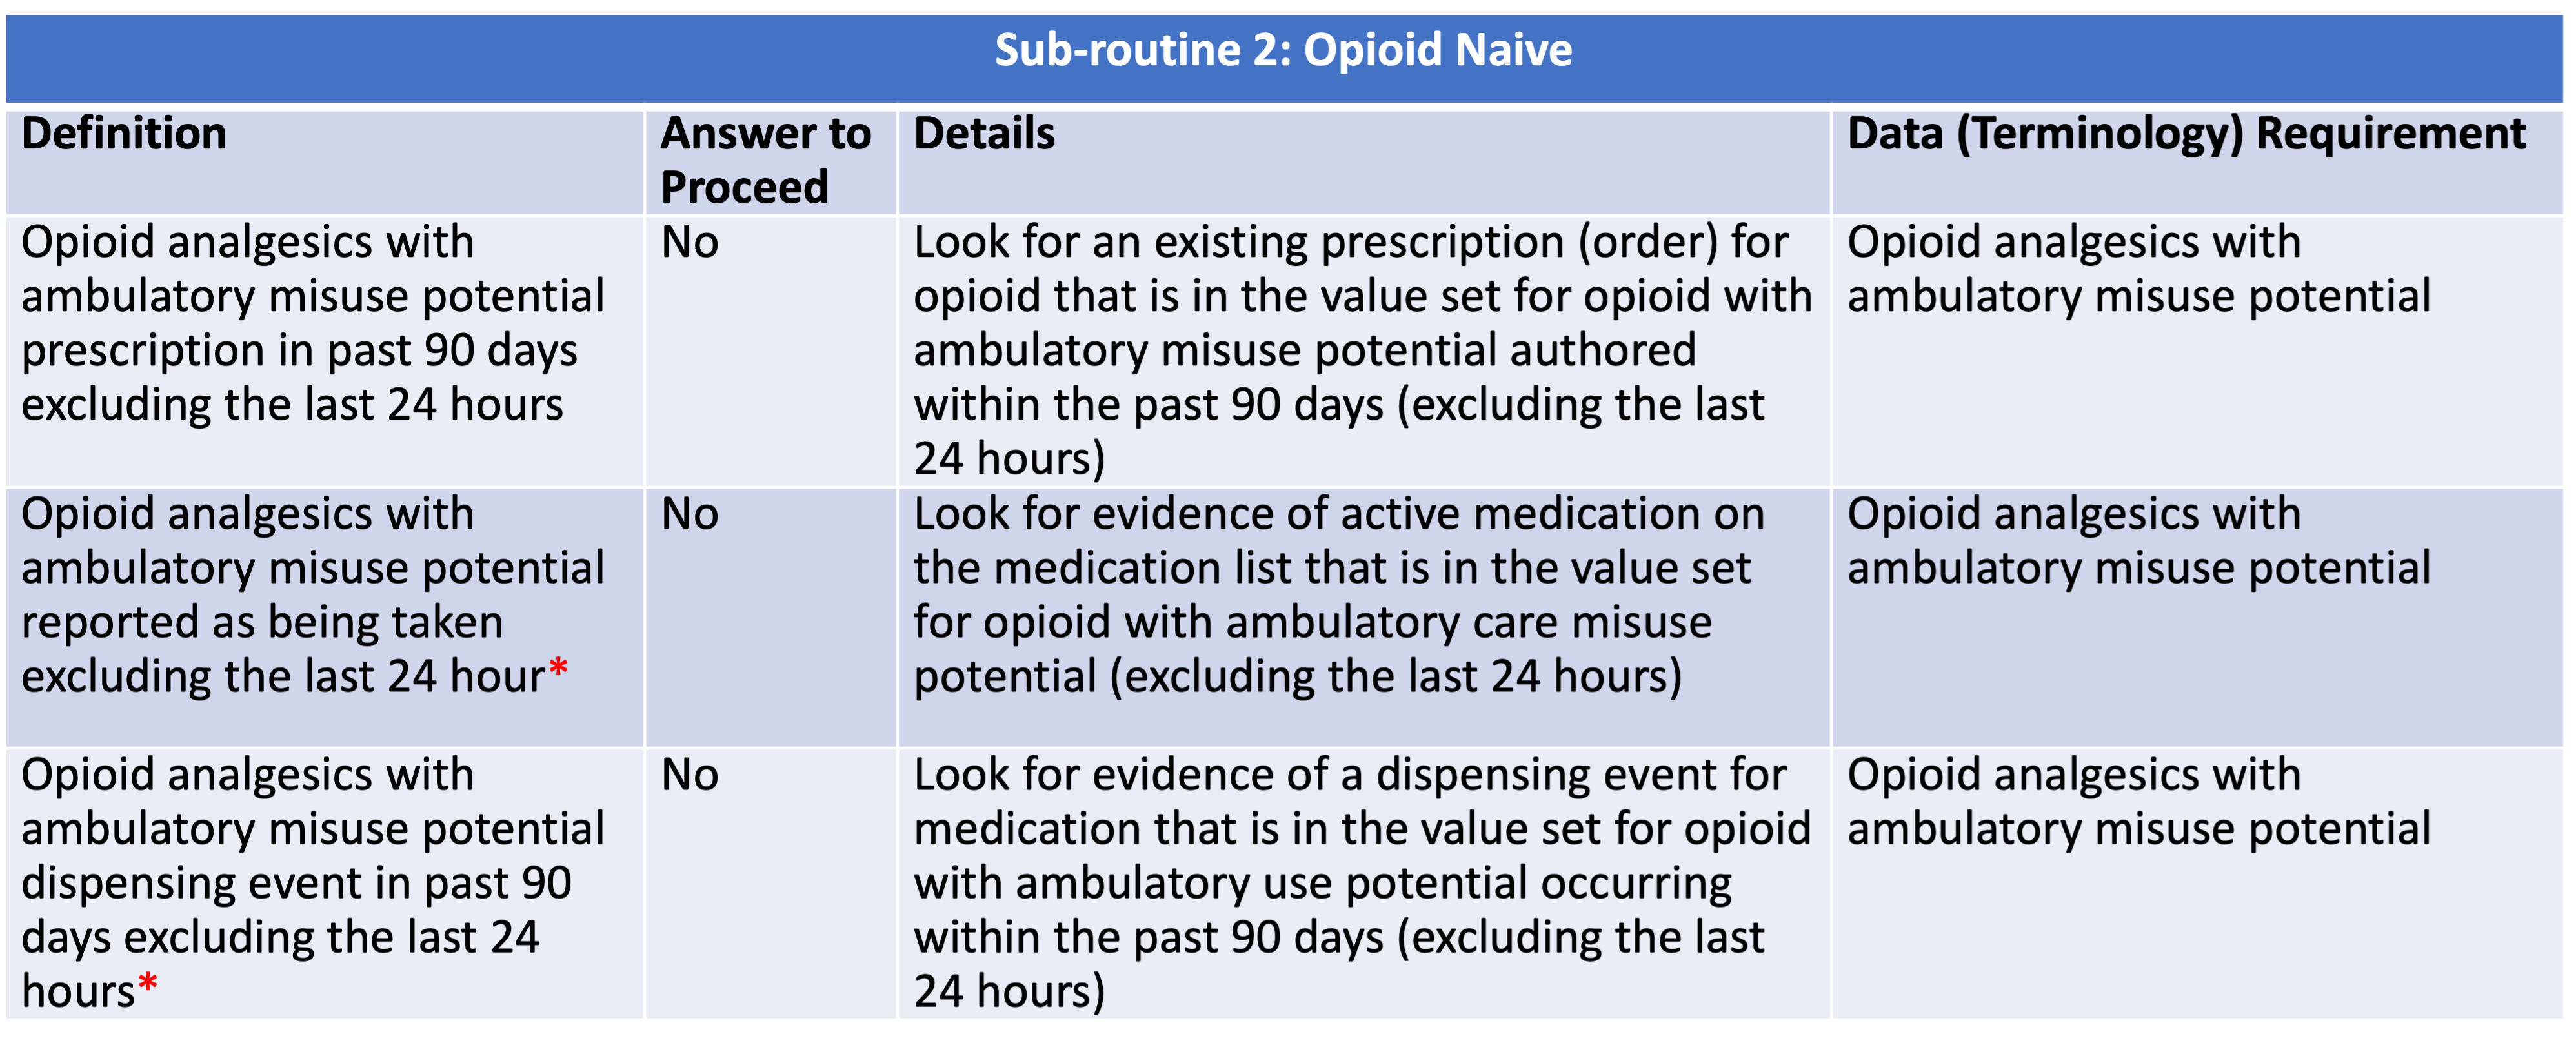 Sub-routine 2: Opioid Naive
Definition
Answer to
Proceed
Details
Data (Terminology) Requirement
Opioid analgesics with
ambulatory misuse potential
prescription in past 90 days
excluding the last 24 hours
No
Look for an existing prescription (order) for
opioid that is in the value set for opioid with
ambulatory misuse potential authored
within the past 90 days (excluding the last
24 hours)
Opioid analgesics with
ambulatory misuse potential
Opioid analgesics with
ambulatory misuse potential
reported as being taken
excluding the last 24 hour*
No
Look for evidence of active medication on
the medication list that is in the value set
for opioid with ambulatory care misuse
potential (excluding the last 24 hours)
Opioid analgesics with
ambulatory misuse potential
Opioid analgesics with
ambulatory misuse potential
dispensing event in past 90
days excluding the last 24
hours*
No
Look for evidence of a dispensing event for
medication that is in the value set for opioid
with ambulatory use potential occurring
within the past 90 days (excluding the last
24 hours)
Opioid analgesics with
ambulatory misuse potential